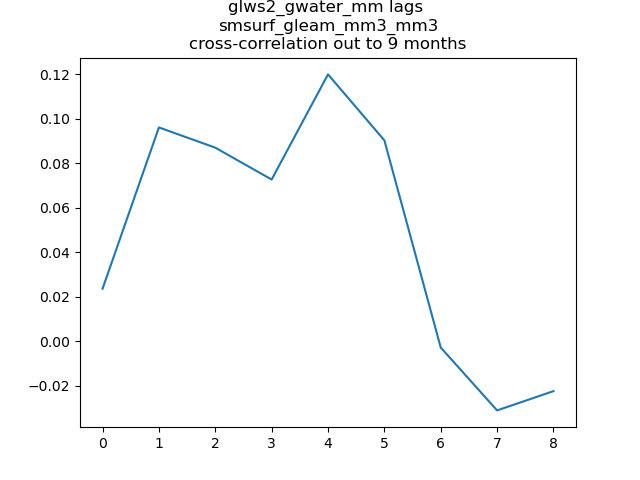 glws2_gwater_mm lags
smsurf_gleam_mm3_mm3
cross-correlation out to 9 months
0.12
0.10
0.08
0.06
0.04
0.02
0.00
−0.02
0 1 2 3 4 5 6 7 8